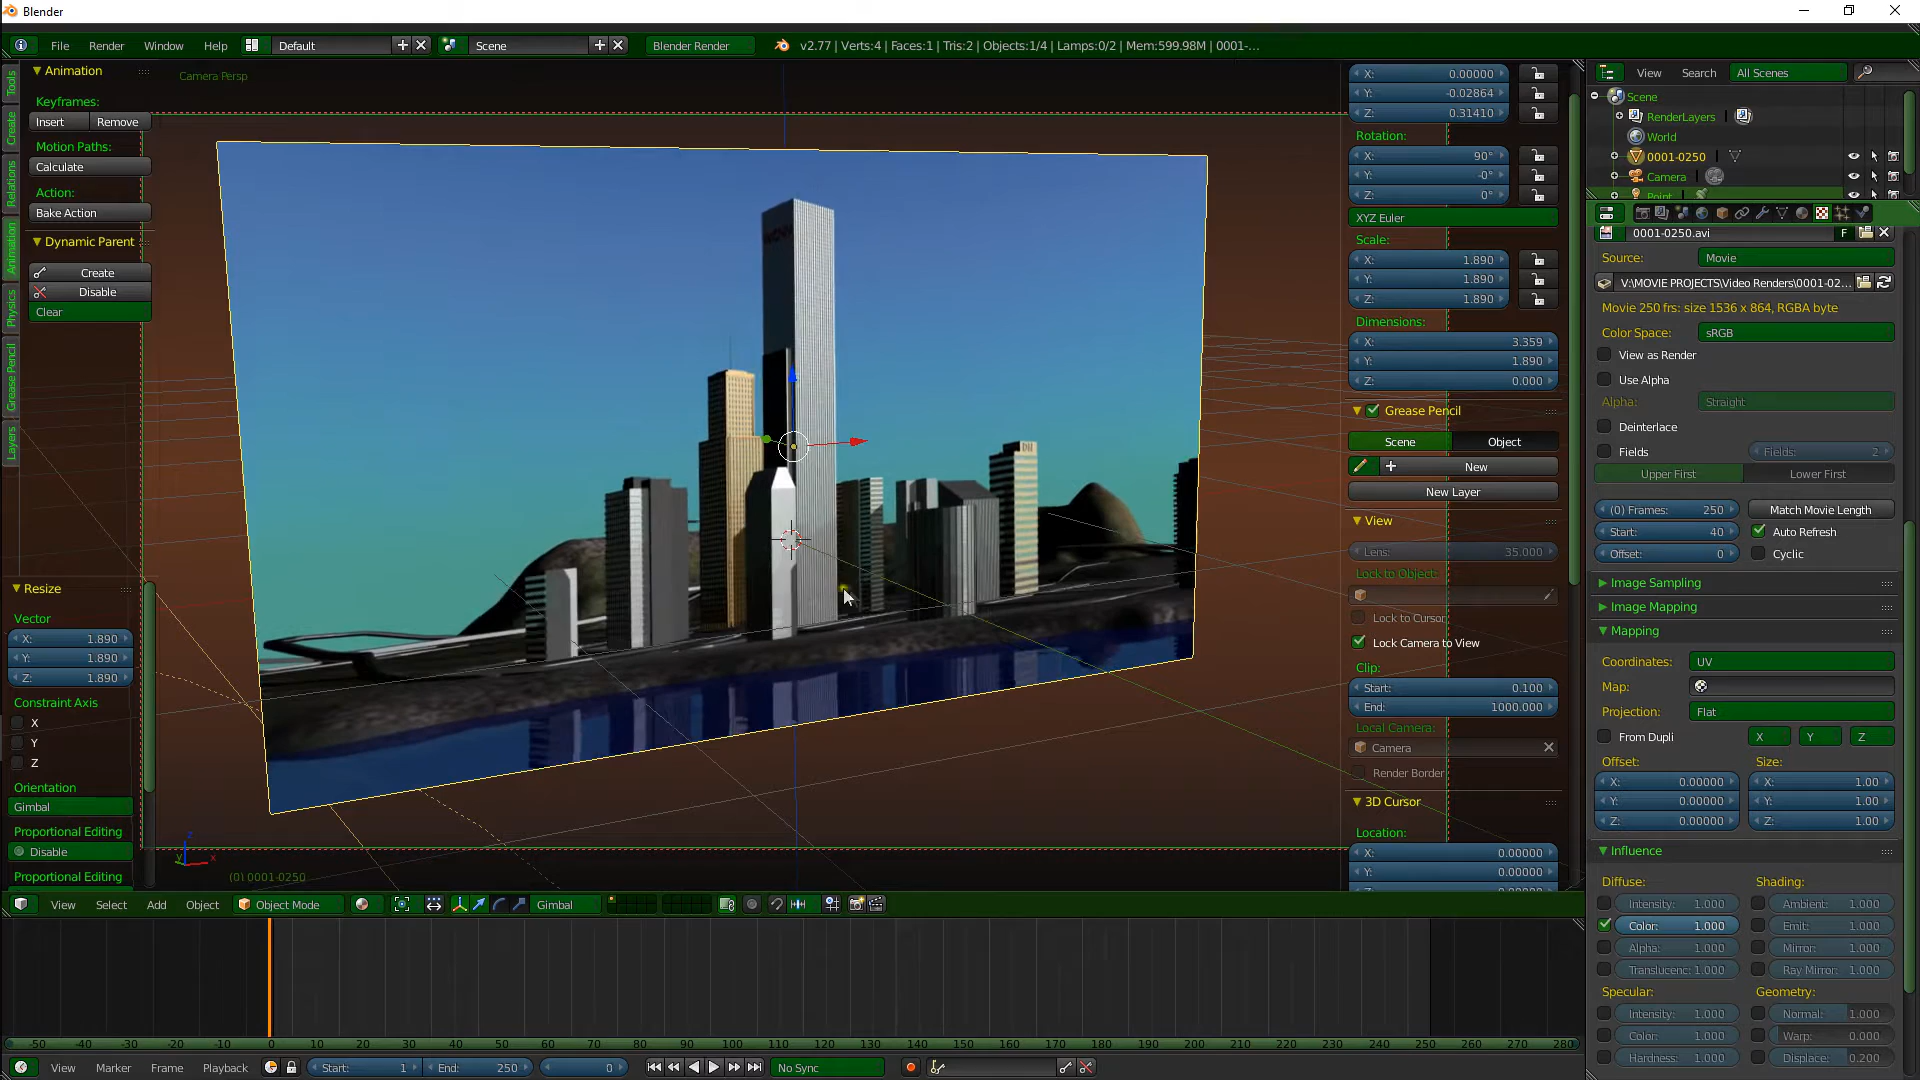 Blender
File Render Window Help Default Scene Blender Render v2.77 | Verts:4 | Faces:1 | Tris:2 | Objects:1/4 | Lamps:0/2 | Mem:599.98M | 0001-...
Tools
Create
Relations
Animation
Physics
Grease Pencil
Layers
Animation
Keyframes:
Insert Remove
Motion Paths:
Calculate
Action:
Bake Action
Dynamic Parent
Create
Disable
Clear
Resize
Vector
X: 1.890
Y: 1.890
Z: 1.890
Constraint Axis
X
Y
Z
Orientation
Gimbal
Proportional Editing
Disable
Proportional Editing
Camera Persp
(0) 0001-0250
X: 0.00000
Y: -0.02864
Z: 0.31410
Rotation:
X: 90°
Y: -0°
Z: 0°
XYZ Euler
Scale:
X: 1.890
Y: 1.890
Z: 1.890
Dimensions:
X: 3.359
Y: 1.890
Z: 0.000
Grease Pencil
Scene Object
New
New Layer
View
Lens: 35.000
Lock to Object:
Lock to Cursor
Lock Camera to View
Clip:
Start: 0.100
End: 1000.000
Local Camera:
Camera
Render Border
3D Cursor
Location:
X: 0.00000
Y: 0.00000
View Search All Scenes
Scene
RenderLayers
World
0001-0250
Camera
Point
0001-0250.avi F
Source: Movie
V:\MOVIE PROJECTS\Video Renders\0001-02...
Movie 250 frs: size 1536 x 864, RGBA byte
Color Space: sRGB
View as Render
Use Alpha
Alpha: Straight
Deinterlace
Fields Fields: 2
Upper First Lower First
(0) Frames: 250 Match Movie Length
Start: 40 Auto Refresh
Offset: 0 Cyclic
Image Sampling
Image Mapping
Mapping
Coordinates: UV
Map:
Projection: Flat
From Dupli X Y Z
Offset: Size:
X: 0.00000 X: 1.00
Y: 0.00000 Y: 1.00
Z: 0.00000 Z: 1.00
Influence
Diffuse: Shading:
Intensity: 1.000 Ambient: 1.000
Color: 1.000 Emit: 1.000
Alpha: 1.000 Mirror: 1.000
Translucenc: 1.000 Ray Mirror: 1.000
Specular: Geometry:
Intensity: 1.000 Normal: 1.000
Color: 1.000 Warp: 0.000
Hardness: 1.000 Displace: 0.200
View Select Add Object Object Mode Gimbal
-50 -40 -30 -20 -10 0 10 20 30 40 50 60 70 80 90 100 110 120 130 140 150 160 170 180 190 200 210 220 230 240 250 260 270 280
View Marker Frame Playback Start: 1 End: 250 0 No Sync